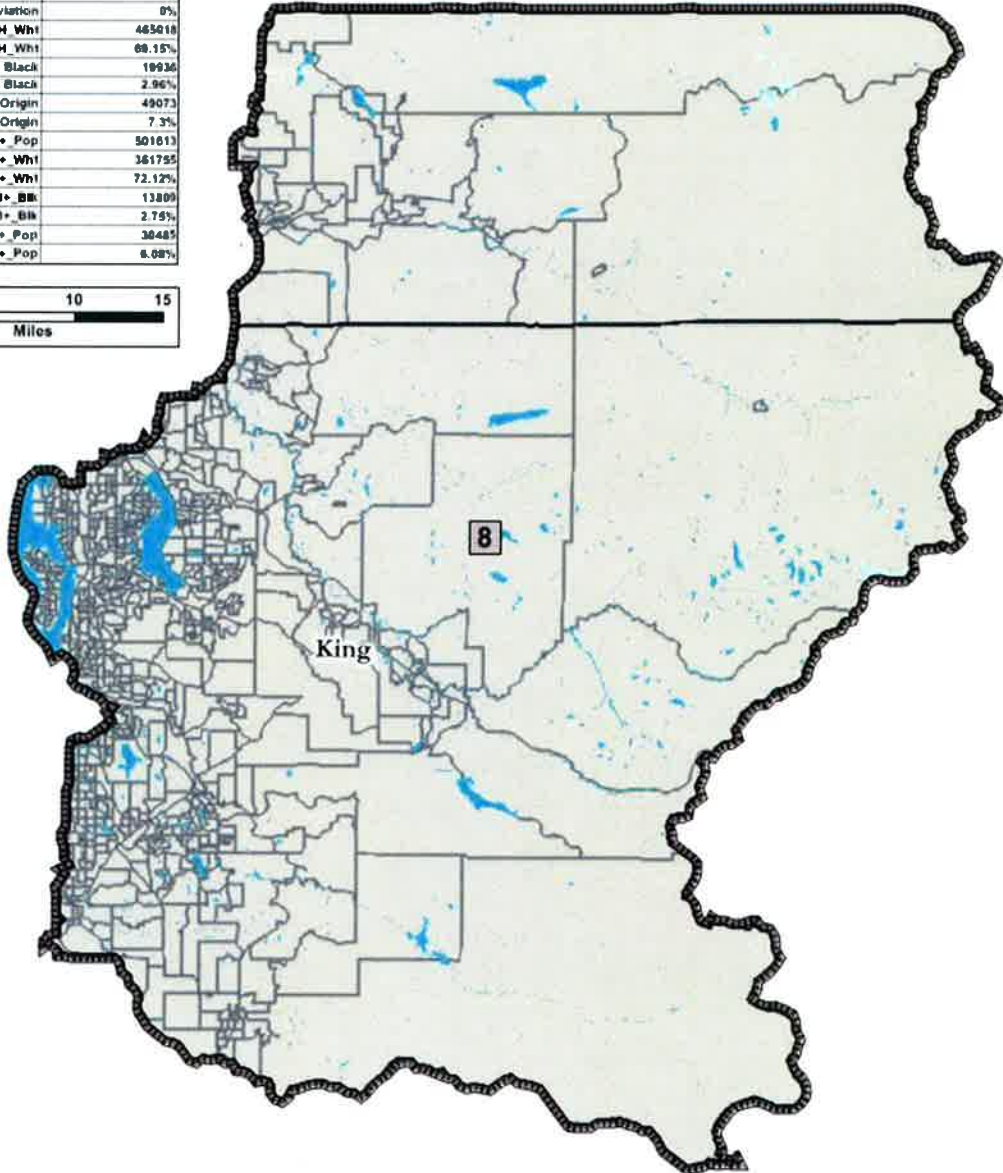 viation 0%
H_Wht 465018
H_Wht 69.15%
Black 19936
Black 2.96%
Origin 49073
Origin 7.3%
+_Pop 501613
+_Wht 361755
+_Wht 72.12%
+_Blk 13809
+_Blk 2.75%
+_Pop 30485
+_Pop 6.08%
10 15
Miles
8
King